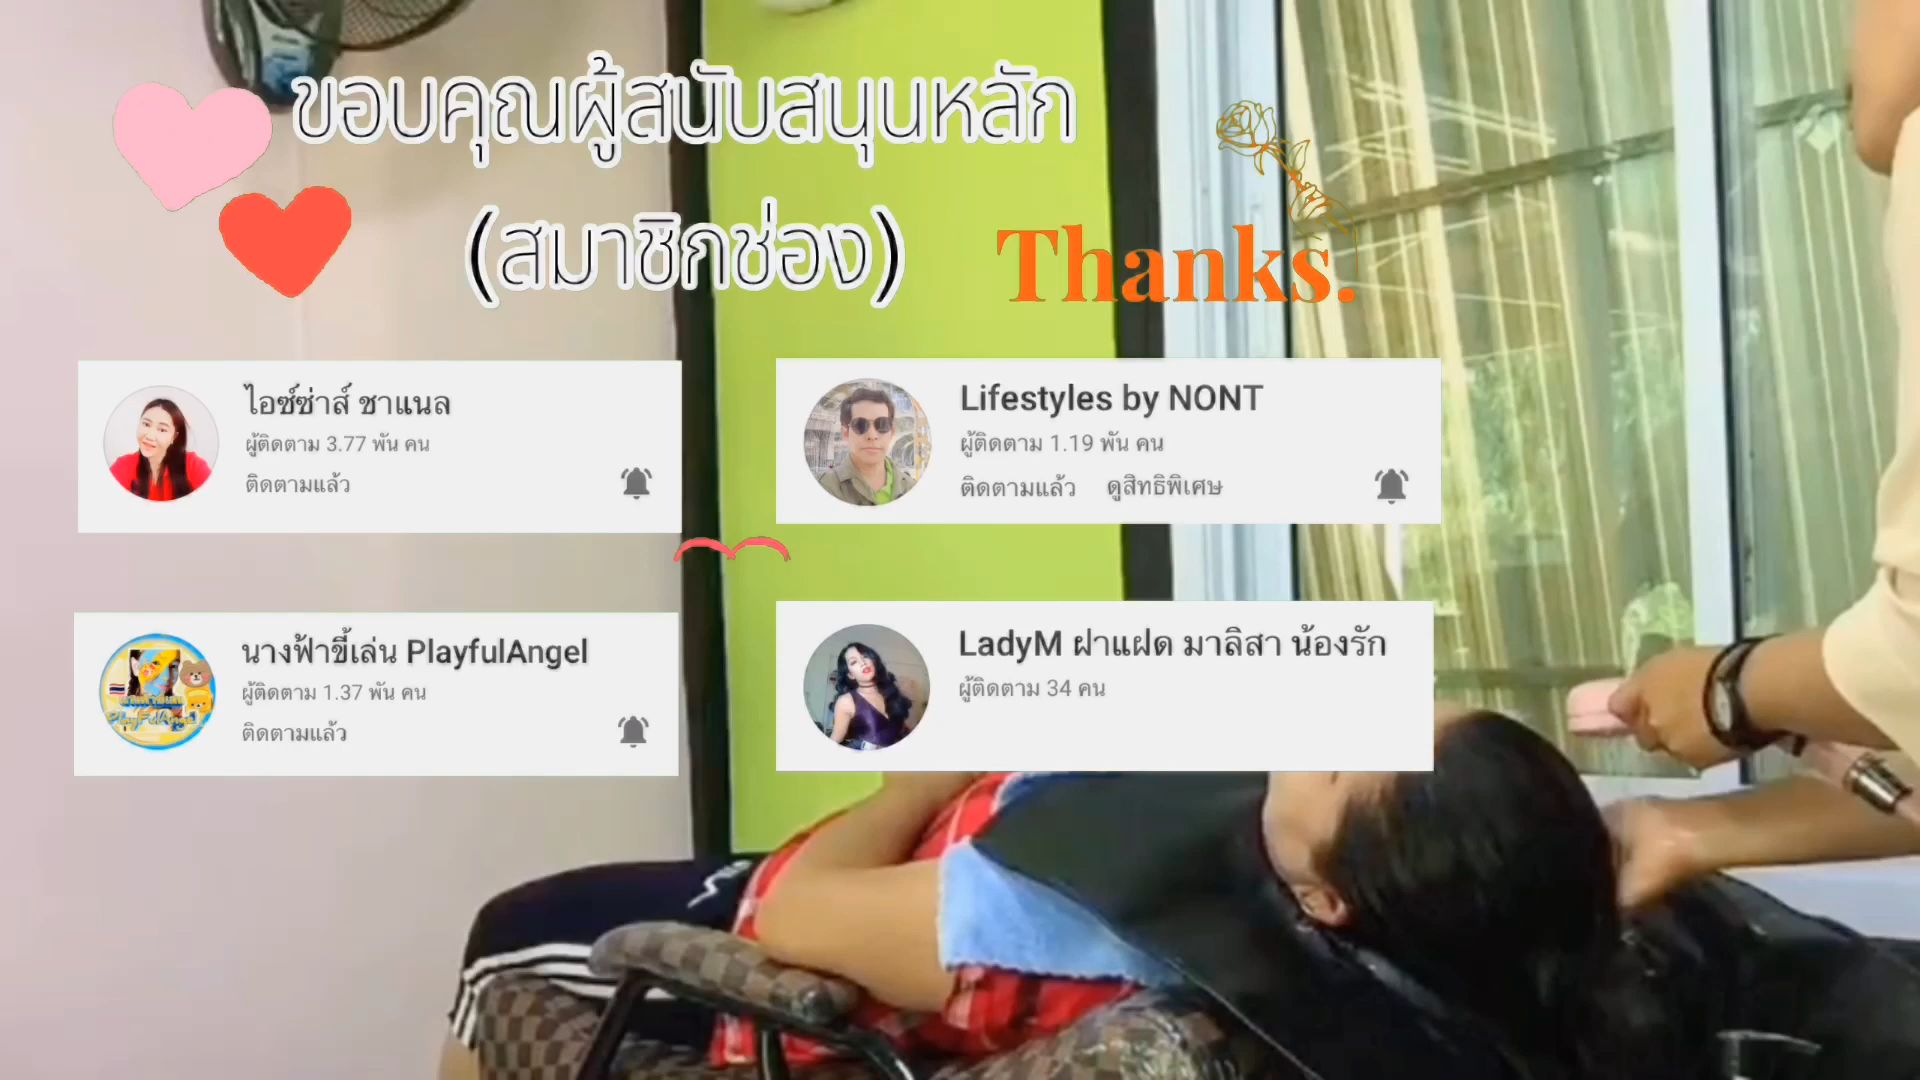 ขอบคุณผู้สนับสนุนหลัก
(สมาชิกช่อง)
Thanks.
ไอซ์ซ่าส์ ชาแนล
ผู้ติดตาม 3.77 พัน คน
ติดตามแล้ว
Lifestyles by NONT
ผู้ติดตาม 1.19 พัน คน
ติดตามแล้ว ดูสิทธิพิเศษ
นางฟ้าขี้เล่น PlayfulAngel
ผู้ติดตาม 1.37 พัน คน
ติดตามแล้ว
PlayFulAngel
LadyM ฝาแฝด มาลิสา น้องรัก
ผู้ติดตาม 34 คน